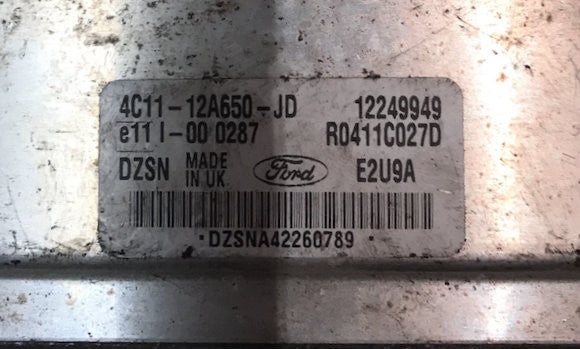 4C11-12A650-JD 12249949
e11 I-00 0287 R0411C027D
DZSN MADE IN UK Ford E2U9A
·DZSNA42260789·